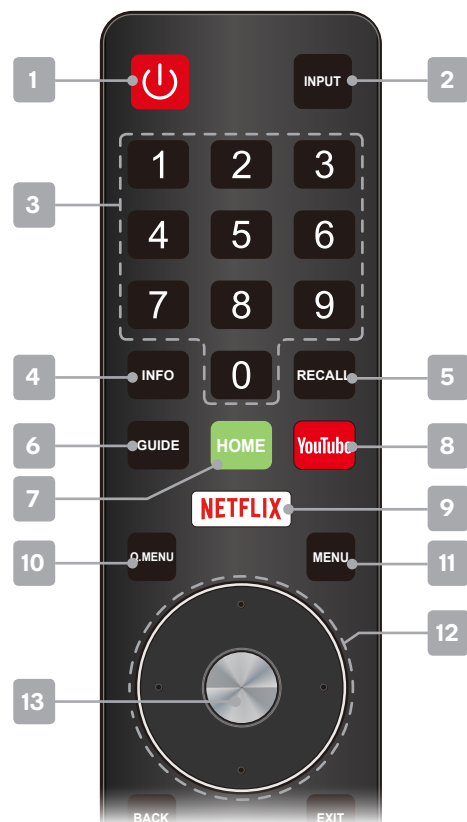 1 INPUT 2
1 2 3
3
4 5 6
7 8 9
4 INFO 0 RECALL 5
6 GUIDE HOME YouTube 8
7
NETFLIX 9
10 Q.MENU MENU 11
12
13
BACK EXIT